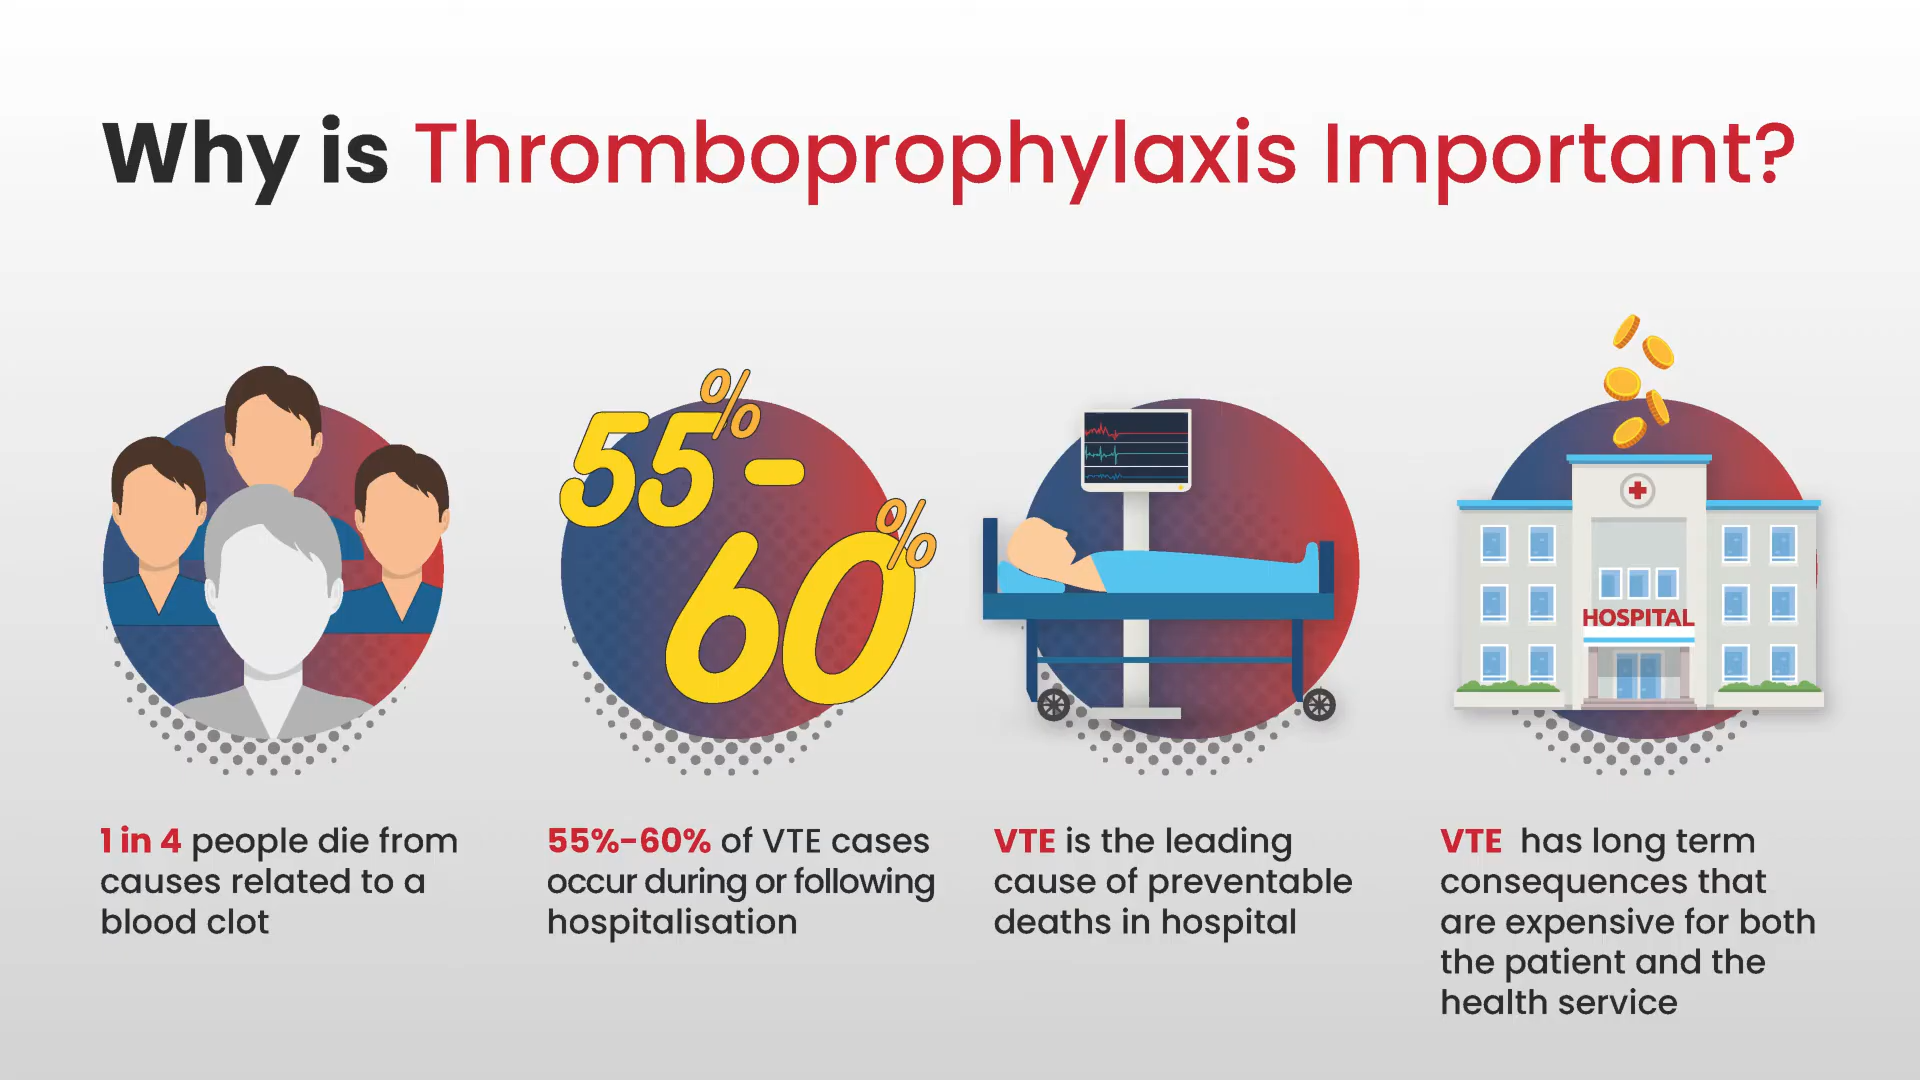 Why is Thromboprophylaxis Important?
55%-
60%
HOSPITAL
1 in 4 people die from
causes related to a
blood clot
55%-60% of VTE cases
occur during or following
hospitalisation
VTE is the leading
cause of preventable
deaths in hospital
VTE has long term
consequences that
are expensive for both
the patient and the
health service